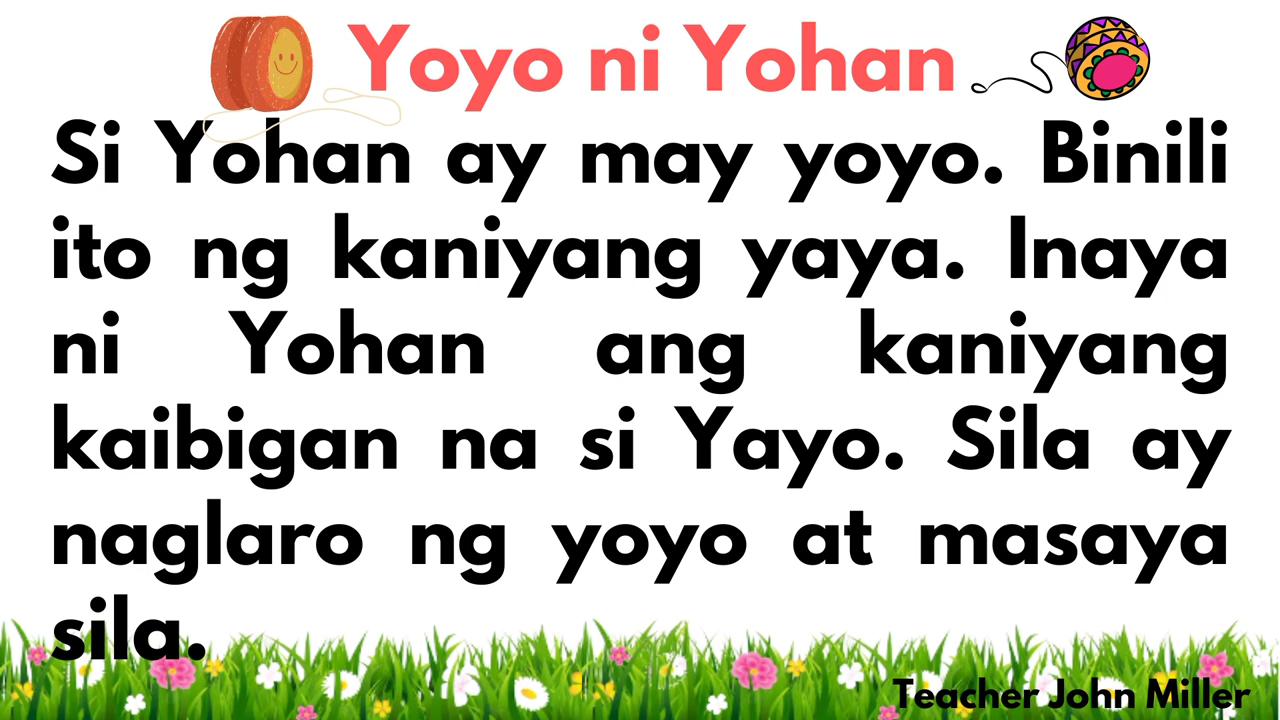 Yoyo ni Yohan
Si Yohan ay may yoyo. Binili
ito ng kaniyang yaya. Inaya
ni Yohan ang kaniyang
kaibigan na si Yayo. Sila ay
naglaro ng yoyo at masaya
sila.
Teacher John Miller